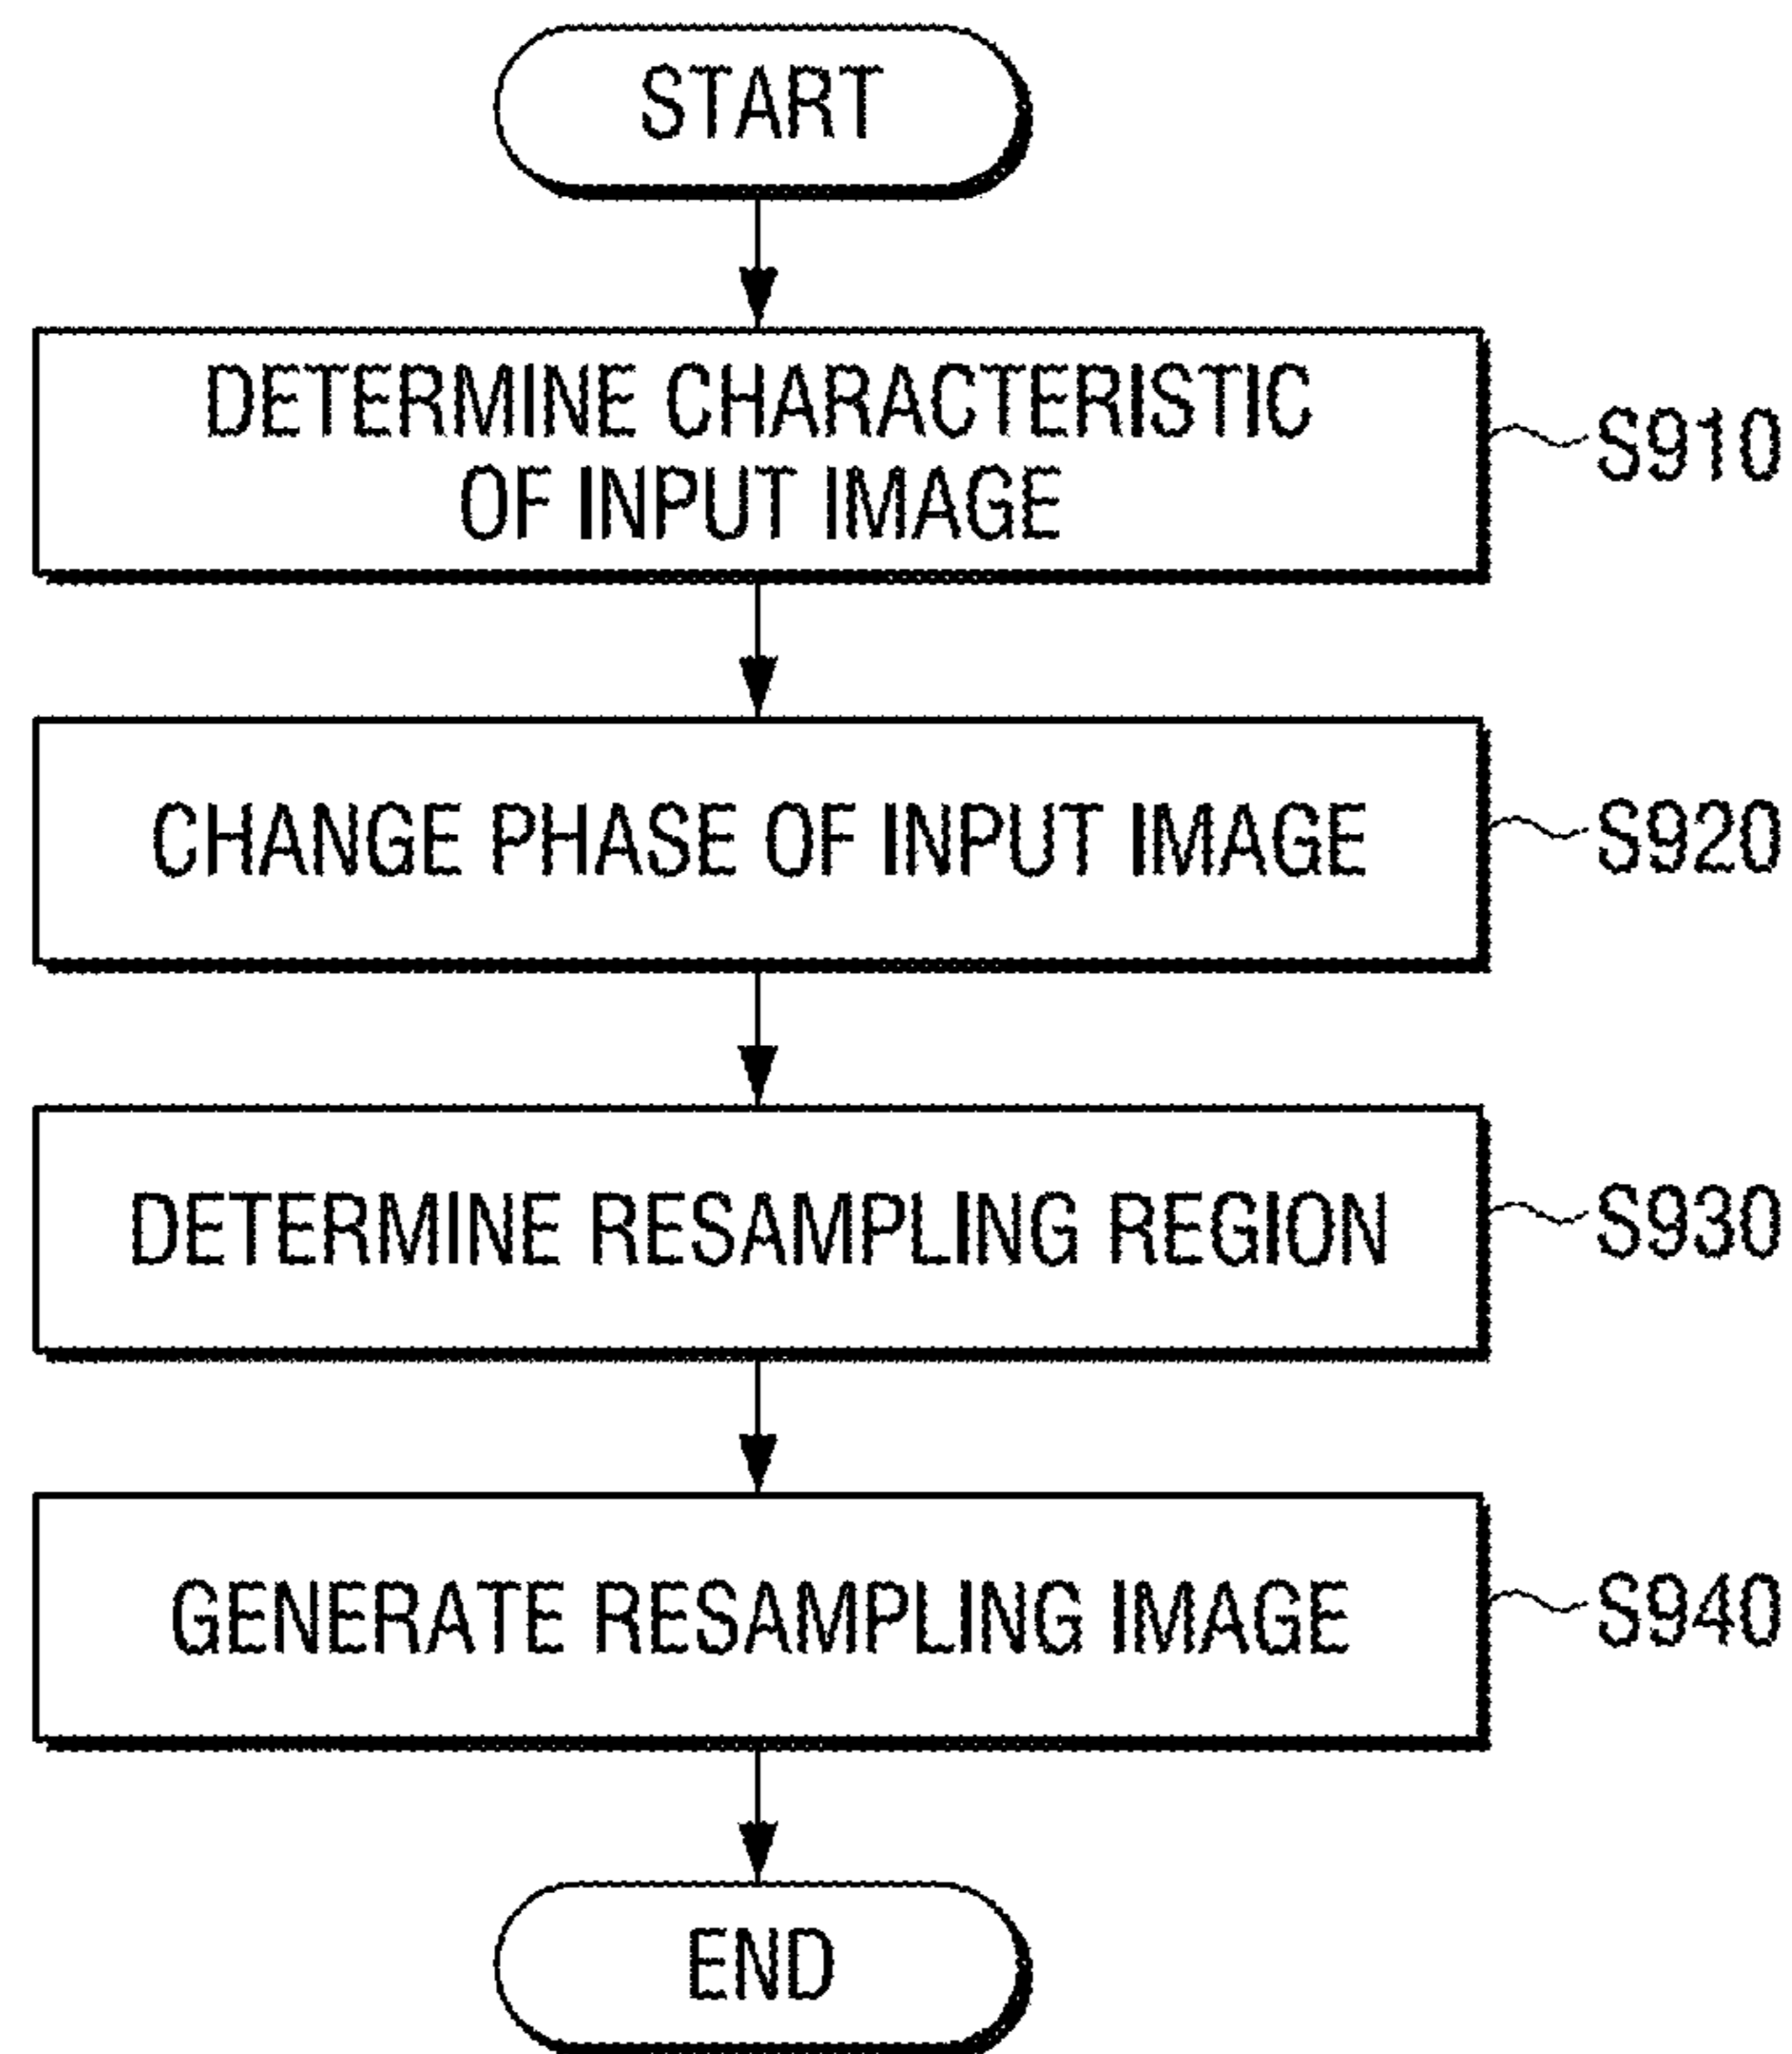 START
DETERMINE CHARACTERISTIC
OF INPUT IMAGE
S910
CHANGE PHASE OF INPUT IMAGE
S920
DETERMINE RESAMPLING REGION
S930
GENERATE RESAMPLING IMAGE
S940
END